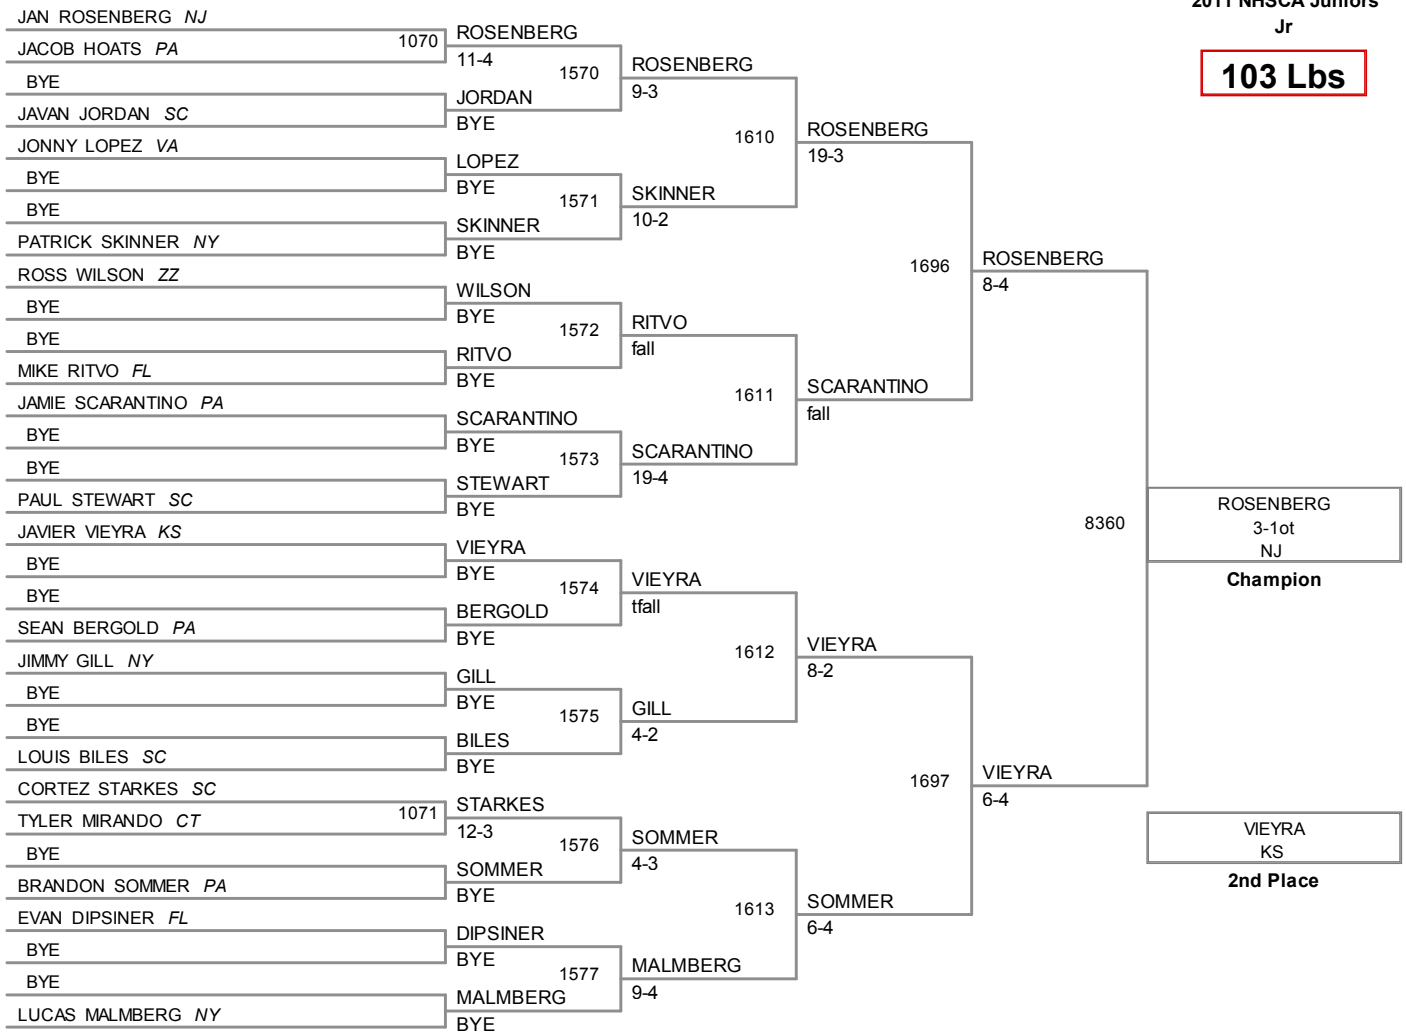 2011 NHSCA Juniors
Jr
103 Lbs
JAN ROSENBERG NJ
JACOB HOATS PA
BYE
JAVAN JORDAN SC
JONNY LOPEZ VA
BYE
BYE
PATRICK SKINNER NY
ROSS WILSON ZZ
BYE
BYE
MIKE RITVO FL
JAMIE SCARANTINO PA
BYE
BYE
PAUL STEWART SC
JAVIER VIEYRA KS
BYE
BYE
SEAN BERGOLD PA
JIMMY GILL NY
BYE
BYE
LOUIS BILES SC
CORTEZ STARKES SC
TYLER MIRANDO CT
BYE
BRANDON SOMMER PA
EVAN DIPSINER FL
BYE
BYE
LUCAS MALMBERG NY
1070
1071
ROSENBERG
11-4
JORDAN
BYE
LOPEZ
BYE
SKINNER
BYE
WILSON
BYE
RITVO
BYE
SCARANTINO
BYE
STEWART
BYE
VIEYRA
BYE
BERGOLD
BYE
GILL
BYE
BILES
BYE
STARKES
12-3
SOMMER
BYE
DIPSINER
BYE
MALMBERG
BYE
1570
1571
1572
1573
1574
1575
1576
1577
ROSENBERG
9-3
SKINNER
10-2
RITVO
fall
SCARANTINO
19-4
VIEYRA
tfall
GILL
4-2
SOMMER
4-3
MALMBERG
9-4
1610
1611
1612
1613
ROSENBERG
19-3
SCARANTINO
fall
VIEYRA
8-2
SOMMER
6-4
1696
1697
ROSENBERG
8-4
VIEYRA
6-4
8360
ROSENBERG
3-1ot
NJ
Champion
VIEYRA
KS
2nd Place